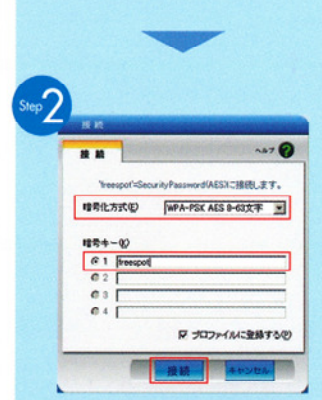 Step 2
接続
接続
ヘルプ
'freespot'=SecurityPassword(AES)に接続します。
暗号化方式(E)
WPA-PSK AES 8-63文字
暗号キー(K)
1 freespot
2
3
4
プロファイルに登録する(P)
接続
キャンセル